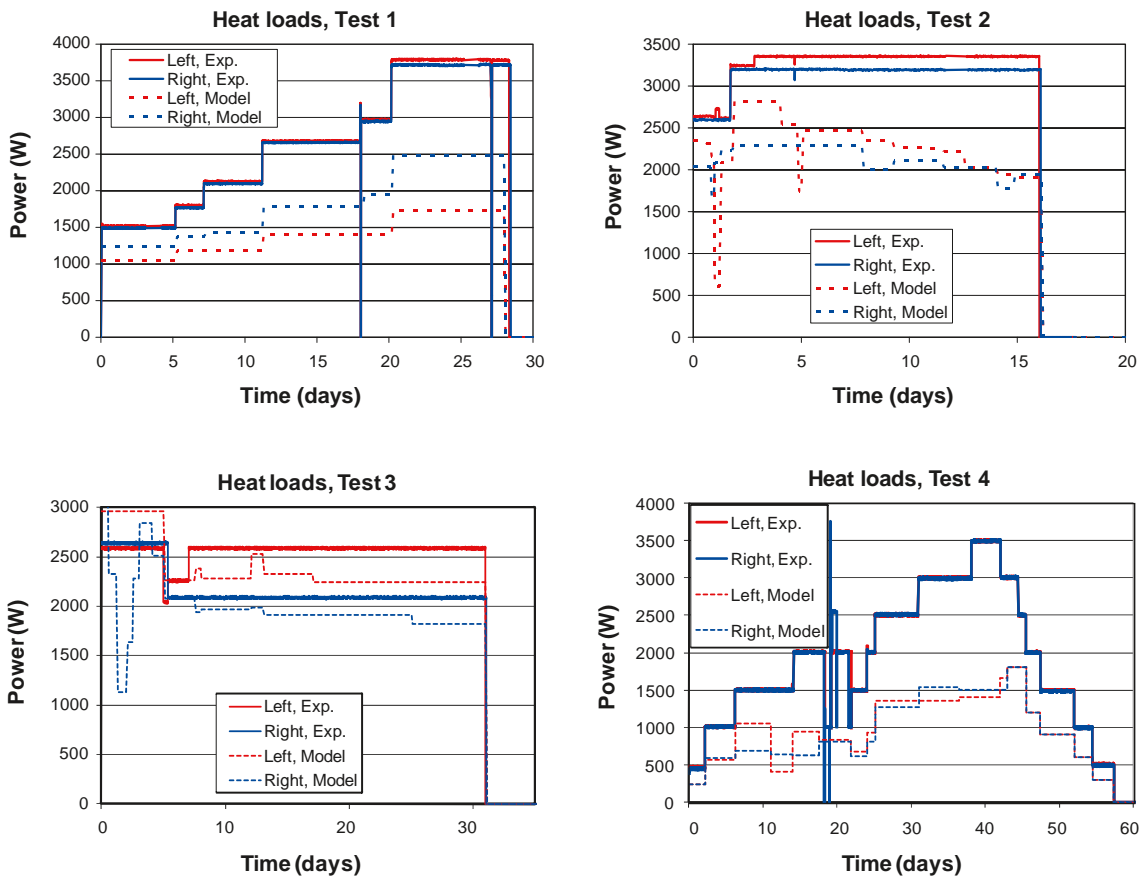 Heat loads, Test 1
Power (W)
4000
3500
3000
2500
2000
1500
1000
500
0
Left, Exp.
Right, Exp.
Left, Model
Right, Model
0 5 10 15 20 25 30
Time (days)
Heat loads, Test 2
Power (W)
3500
3000
2500
2000
1500
1000
500
0
Left, Exp.
Right, Exp.
Left, Model
Right, Model
0 5 10 15 20
Time (days)
Heat loads, Test 3
Power (W)
3000
2500
2000
1500
1000
500
0
Left, Exp.
Right, Exp.
Left, Model
Right, Model
0 10 20 30
Time (days)
Heat loads, Test 4
Power (W)
4000
3500
3000
2500
2000
1500
1000
500
0
Left, Exp.
Right, Exp.
Left, Model
Right, Model
0 10 20 30 40 50 60
Time (days)